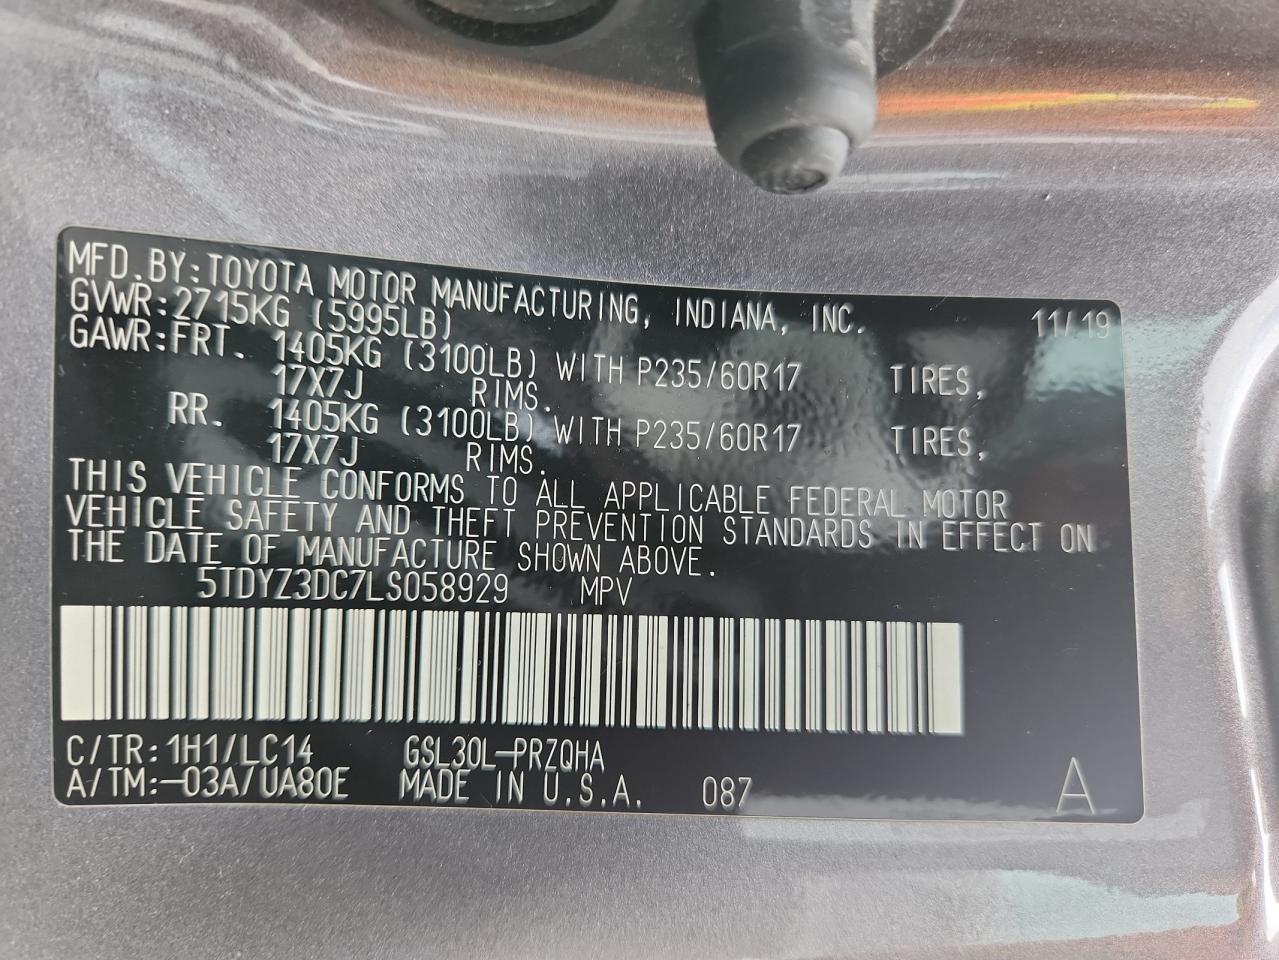 MFD.BY:TOYOTA MOTOR MANUFACTURING, INDIANA, INC. 11/19
GVWR:2715KG (5995LB)
GAWR:FRT. 1405KG (3100LB) WITH P235/60R17 TIRES,
17X7J RIMS.
RR. 1405KG (3100LB) WITH P235/60R17 TIRES,
17X7J RIMS.
THIS VEHICLE CONFORMS TO ALL APPLICABLE FEDERAL MOTOR
VEHICLE SAFETY AND THEFT PREVENTION STANDARDS IN EFFECT ON
THE DATE OF MANUFACTURE SHOWN ABOVE.
5TDYZ3DC7LS058929 MPV
C/TR:1H1/LC14 GSL30L-PRZQHA
A/TM:-03A/UA80E MADE IN U.S.A. 087 A